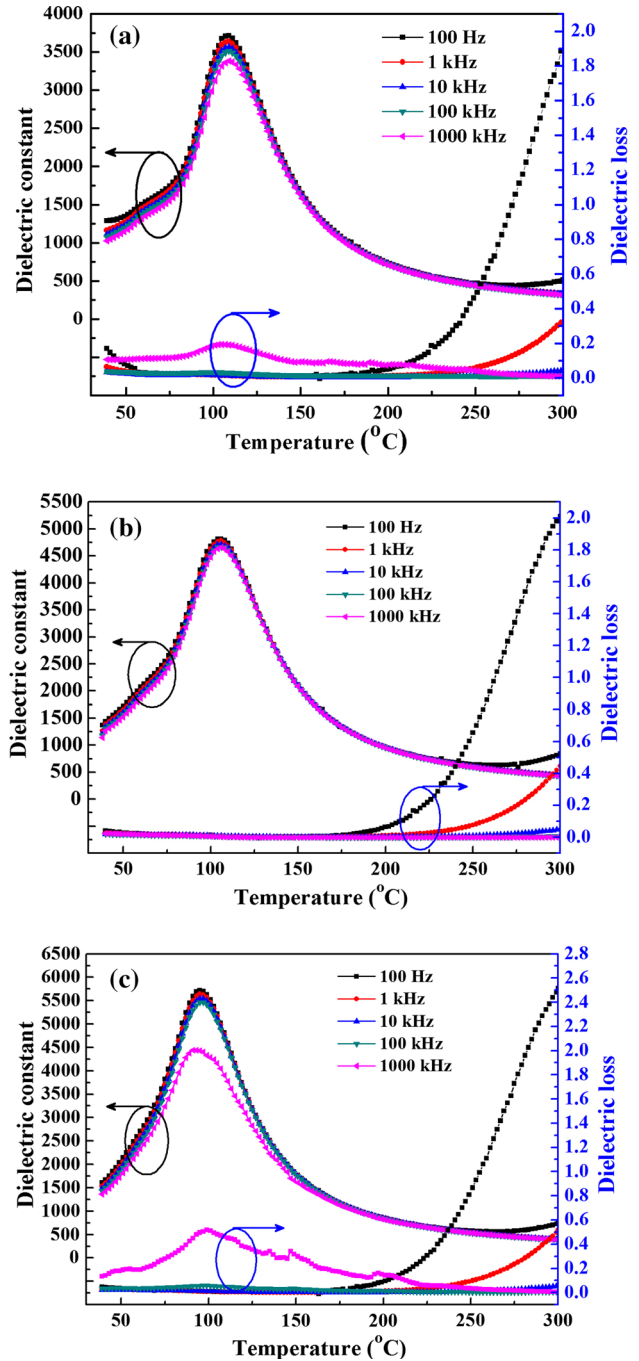 (a)
100 Hz
1 kHz
10 kHz
100 kHz
1000 kHz
Dielectric constant
4000
3500
3000
2500
2000
1500
1000
500
0
Dielectric loss
2.0
1.8
1.6
1.4
1.2
1.0
0.8
0.6
0.4
0.2
0.0
50 100 150 200 250 300
Temperature (°C)
(b)
100 Hz
1 kHz
10 kHz
100 kHz
1000 kHz
Dielectric constant
5500
5000
4500
4000
3500
3000
2500
2000
1500
1000
500
0
Dielectric loss
2.0
1.8
1.6
1.4
1.2
1.0
0.8
0.6
0.4
0.2
0.0
50 100 150 200 250 300
Temperature (°C)
(c)
100 Hz
1 kHz
10 kHz
100 kHz
1000 kHz
Dielectric constant
6500
6000
5500
5000
4500
4000
3500
3000
2500
2000
1500
1000
500
0
Dielectric loss
2.8
2.6
2.4
2.2
2.0
1.8
1.6
1.4
1.2
1.0
0.8
0.6
0.4
0.2
0.0
50 100 150 200 250 300
Temperature (°C)